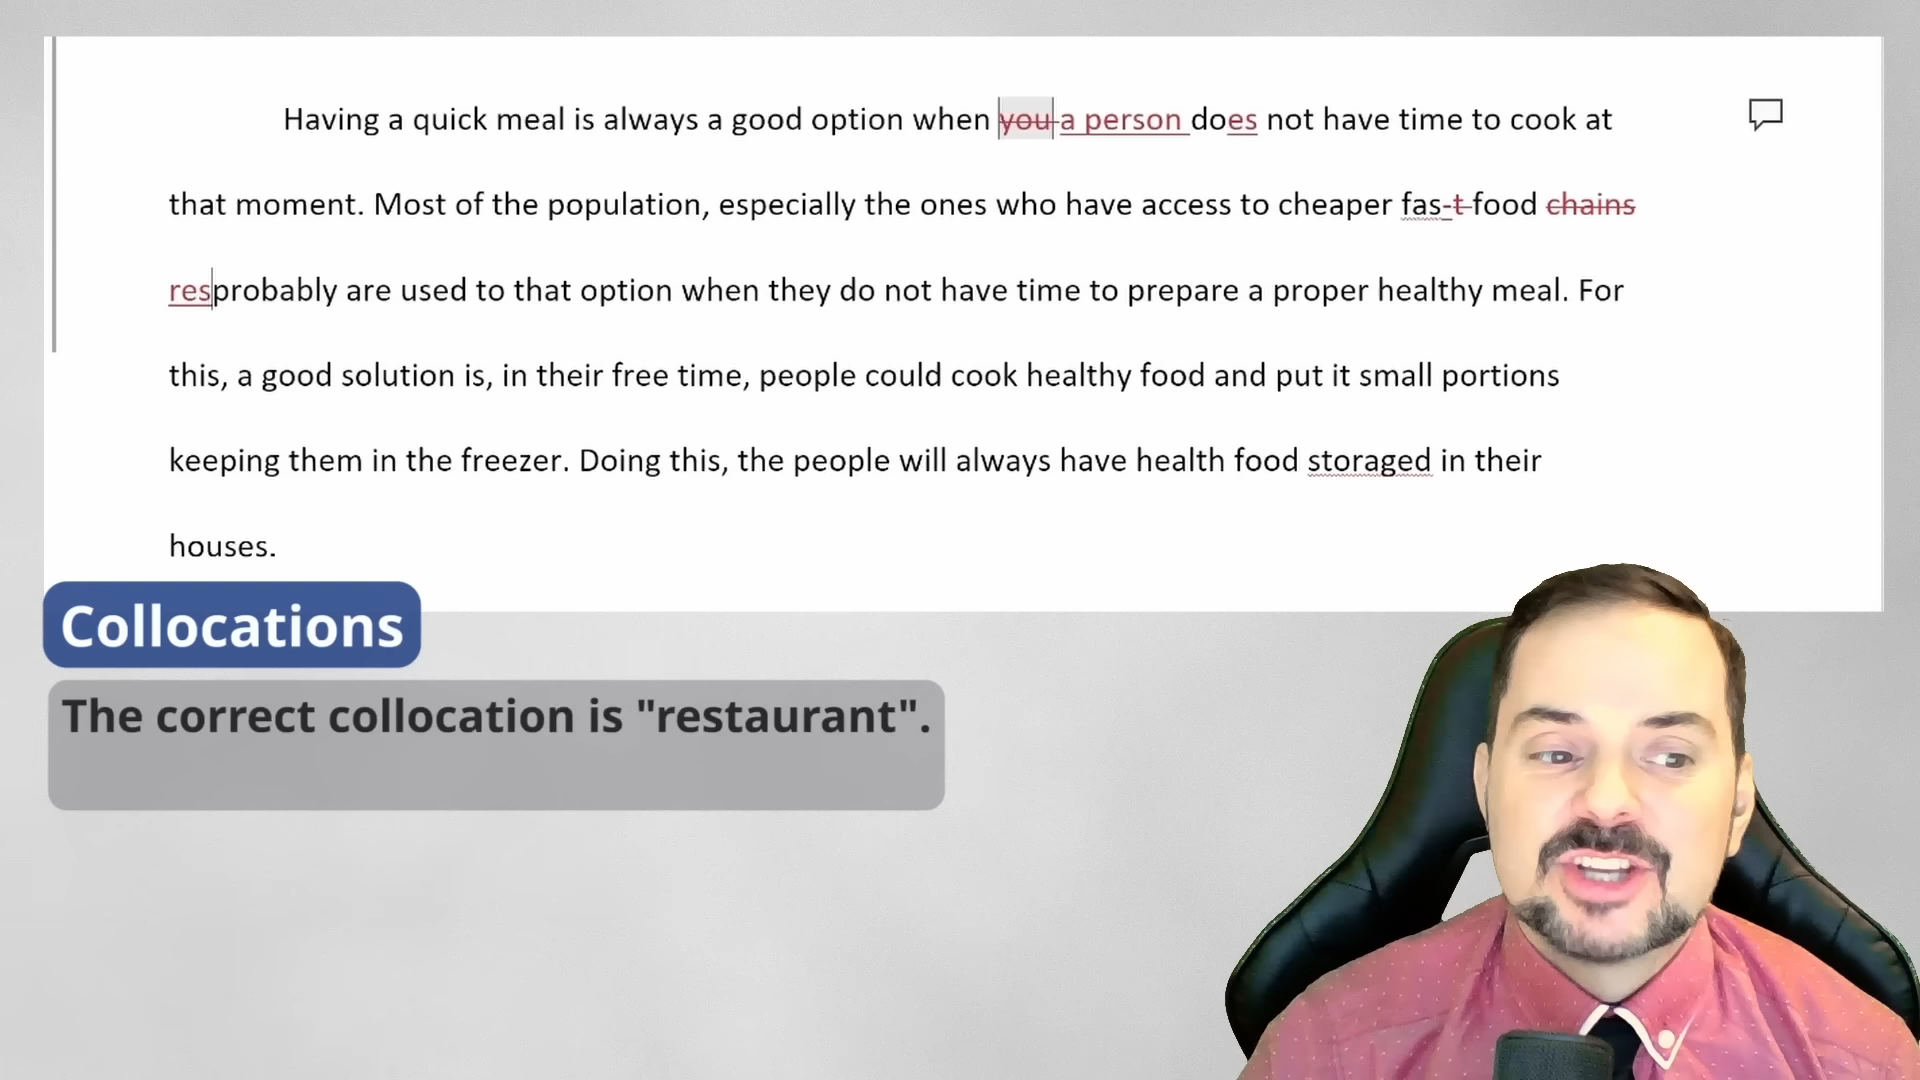 Having a quick meal is always a good option when you a person does not have time to cook at
that moment. Most of the population, especially the ones who have access to cheaper fas-t food chains
resprobably are used to that option when they do not have time to prepare a proper healthy meal. For
this, a good solution is, in their free time, people could cook healthy food and put it small portions
keeping them in the freezer. Doing this, the people will always have health food storaged in their
houses.
Collocations
The correct collocation is "restaurant".